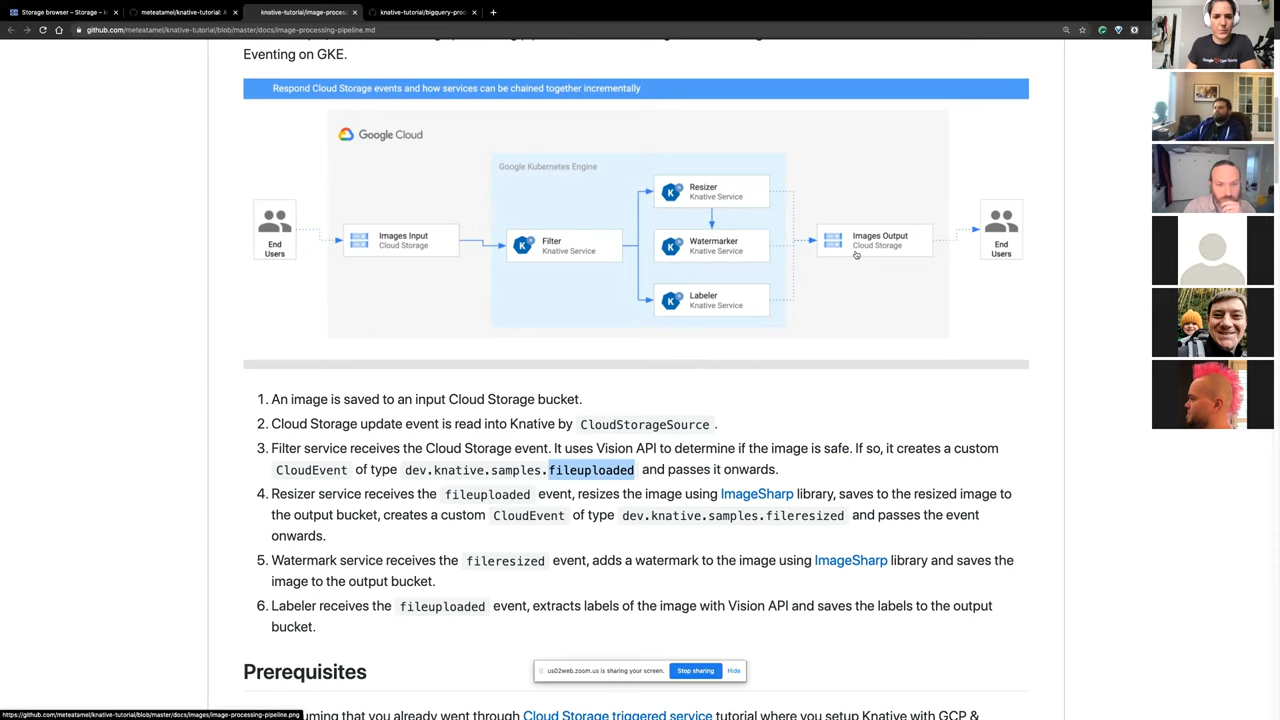 Storage browser – Storage – k
meteatamel/knative-tutorial: A
knative-tutorial/image-proces
knative-tutorial/bigquery-proc
github.com/meteatamel/knative-tutorial/blob/master/docs/image-processing-pipeline.md
Eventing on GKE.
Respond Cloud Storage events and how services can be chained together incrementally
Google Cloud
Google Kubernetes Engine
End
Users
Images Input
Cloud Storage
Filter
Knative Service
Resizer
Knative Service
Watermarker
Knative Service
Labeler
Knative Service
Images Output
Cloud Storage
End
Users
1. An image is saved to an input Cloud Storage bucket.
2. Cloud Storage update event is read into Knative by CloudStorageSource .
3. Filter service receives the Cloud Storage event. It uses Vision API to determine if the image is safe. If so, it creates a custom
CloudEvent of type dev.knative.samples.fileuploaded and passes it onwards.
4. Resizer service receives the fileuploaded event, resizes the image using ImageSharp library, saves to the resized image to
the output bucket, creates a custom CloudEvent of type dev.knative.samples.fileresized and passes the event
onwards.
5. Watermark service receives the fileresized event, adds a watermark to the image using ImageSharp library and saves the
image to the output bucket.
6. Labeler receives the fileuploaded event, extracts labels of the image with Vision API and saves the labels to the output
bucket.
Prerequisites
us02web.zoom.us is sharing your screen. Stop sharing Hide
https://github.com/meteatamel/knative-tutorial/blob/master/docs/images/image-processing-pipeline.png
uming that you already went through Cloud Storage triggered service tutorial where you setup Knative with GCP &